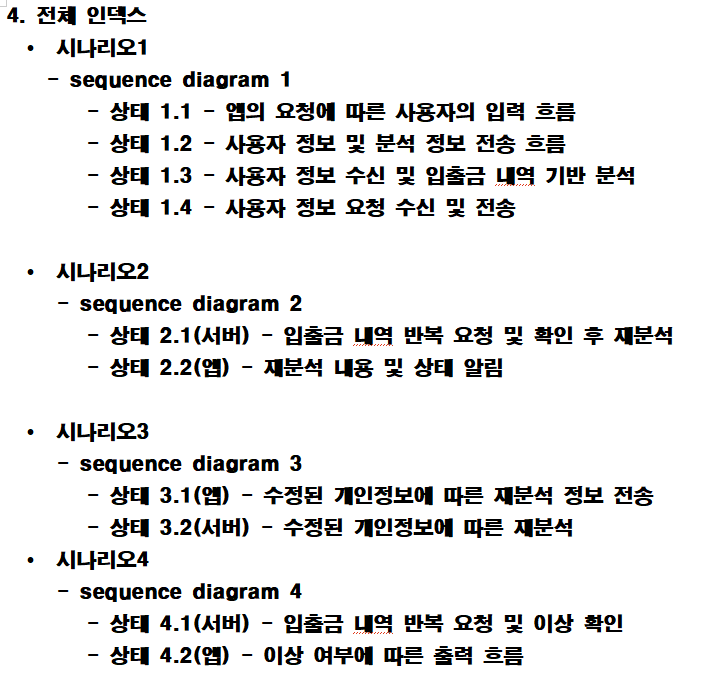 4. 전체 인덱스
• 시나리오1
- sequence diagram 1
- 상태 1.1 - 앱의 요청에 따른 사용자의 입력 흐름
- 상태 1.2 - 사용자 정보 및 분석 정보 전송 흐름
- 상태 1.3 - 사용자 정보 수신 및 입출금 내역 기반 분석
- 상태 1.4 - 사용자 정보 요청 수신 및 전송
• 시나리오2
- sequence diagram 2
- 상태 2.1(서버) - 입출금 내역 반복 요청 및 확인 후 재분석
- 상태 2.2(앱) - 재분석 내용 및 상태 알림
• 시나리오3
- sequence diagram 3
- 상태 3.1(앱) - 수정된 개인정보에 따른 재분석 정보 전송
- 상태 3.2(서버) - 수정된 개인정보에 따른 재분석
• 시나리오4
- sequence diagram 4
- 상태 4.1(서버) - 입출금 내역 반복 요청 및 이상 확인
- 상태 4.2(앱) - 이상 여부에 따른 출력 흐름